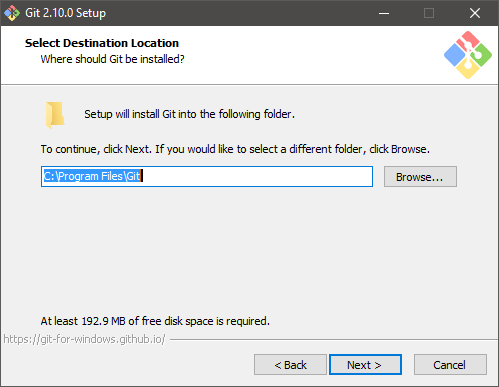 Git 2.10.0 Setup
Select Destination Location
Where should Git be installed?
Setup will install Git into the following folder.
To continue, click Next. If you would like to select a different folder, click Browse.
C:\Program Files\Git
Browse...
At least 192.9 MB of free disk space is required.
https://git-for-windows.github.io/
< Back
Next >
Cancel